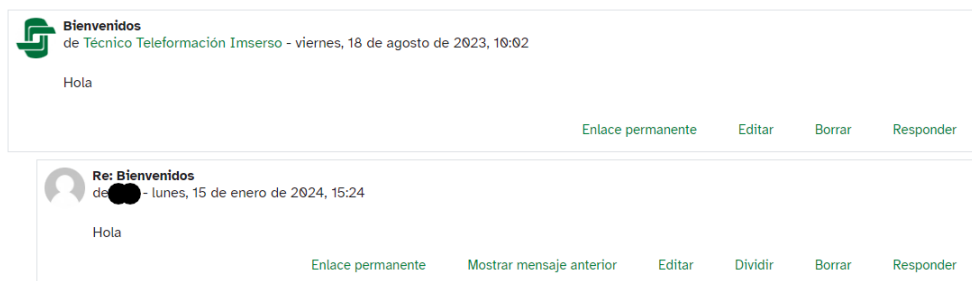 Bienvenidos
de Técnico Teleformación Imserso - viernes, 18 de agosto de 2023, 10:02
Hola
Enlace permanente Editar Borrar Responder
Re: Bienvenidos
de - lunes, 15 de enero de 2024, 15:24
Hola
Enlace permanente Mostrar mensaje anterior Editar Dividir Borrar Responder